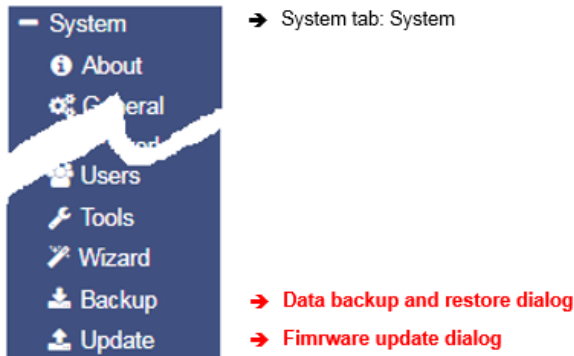 System → System tab: System
About
General
Users
Tools
Wizard
Backup → Data backup and restore dialog
Update → Fimrware update dialog